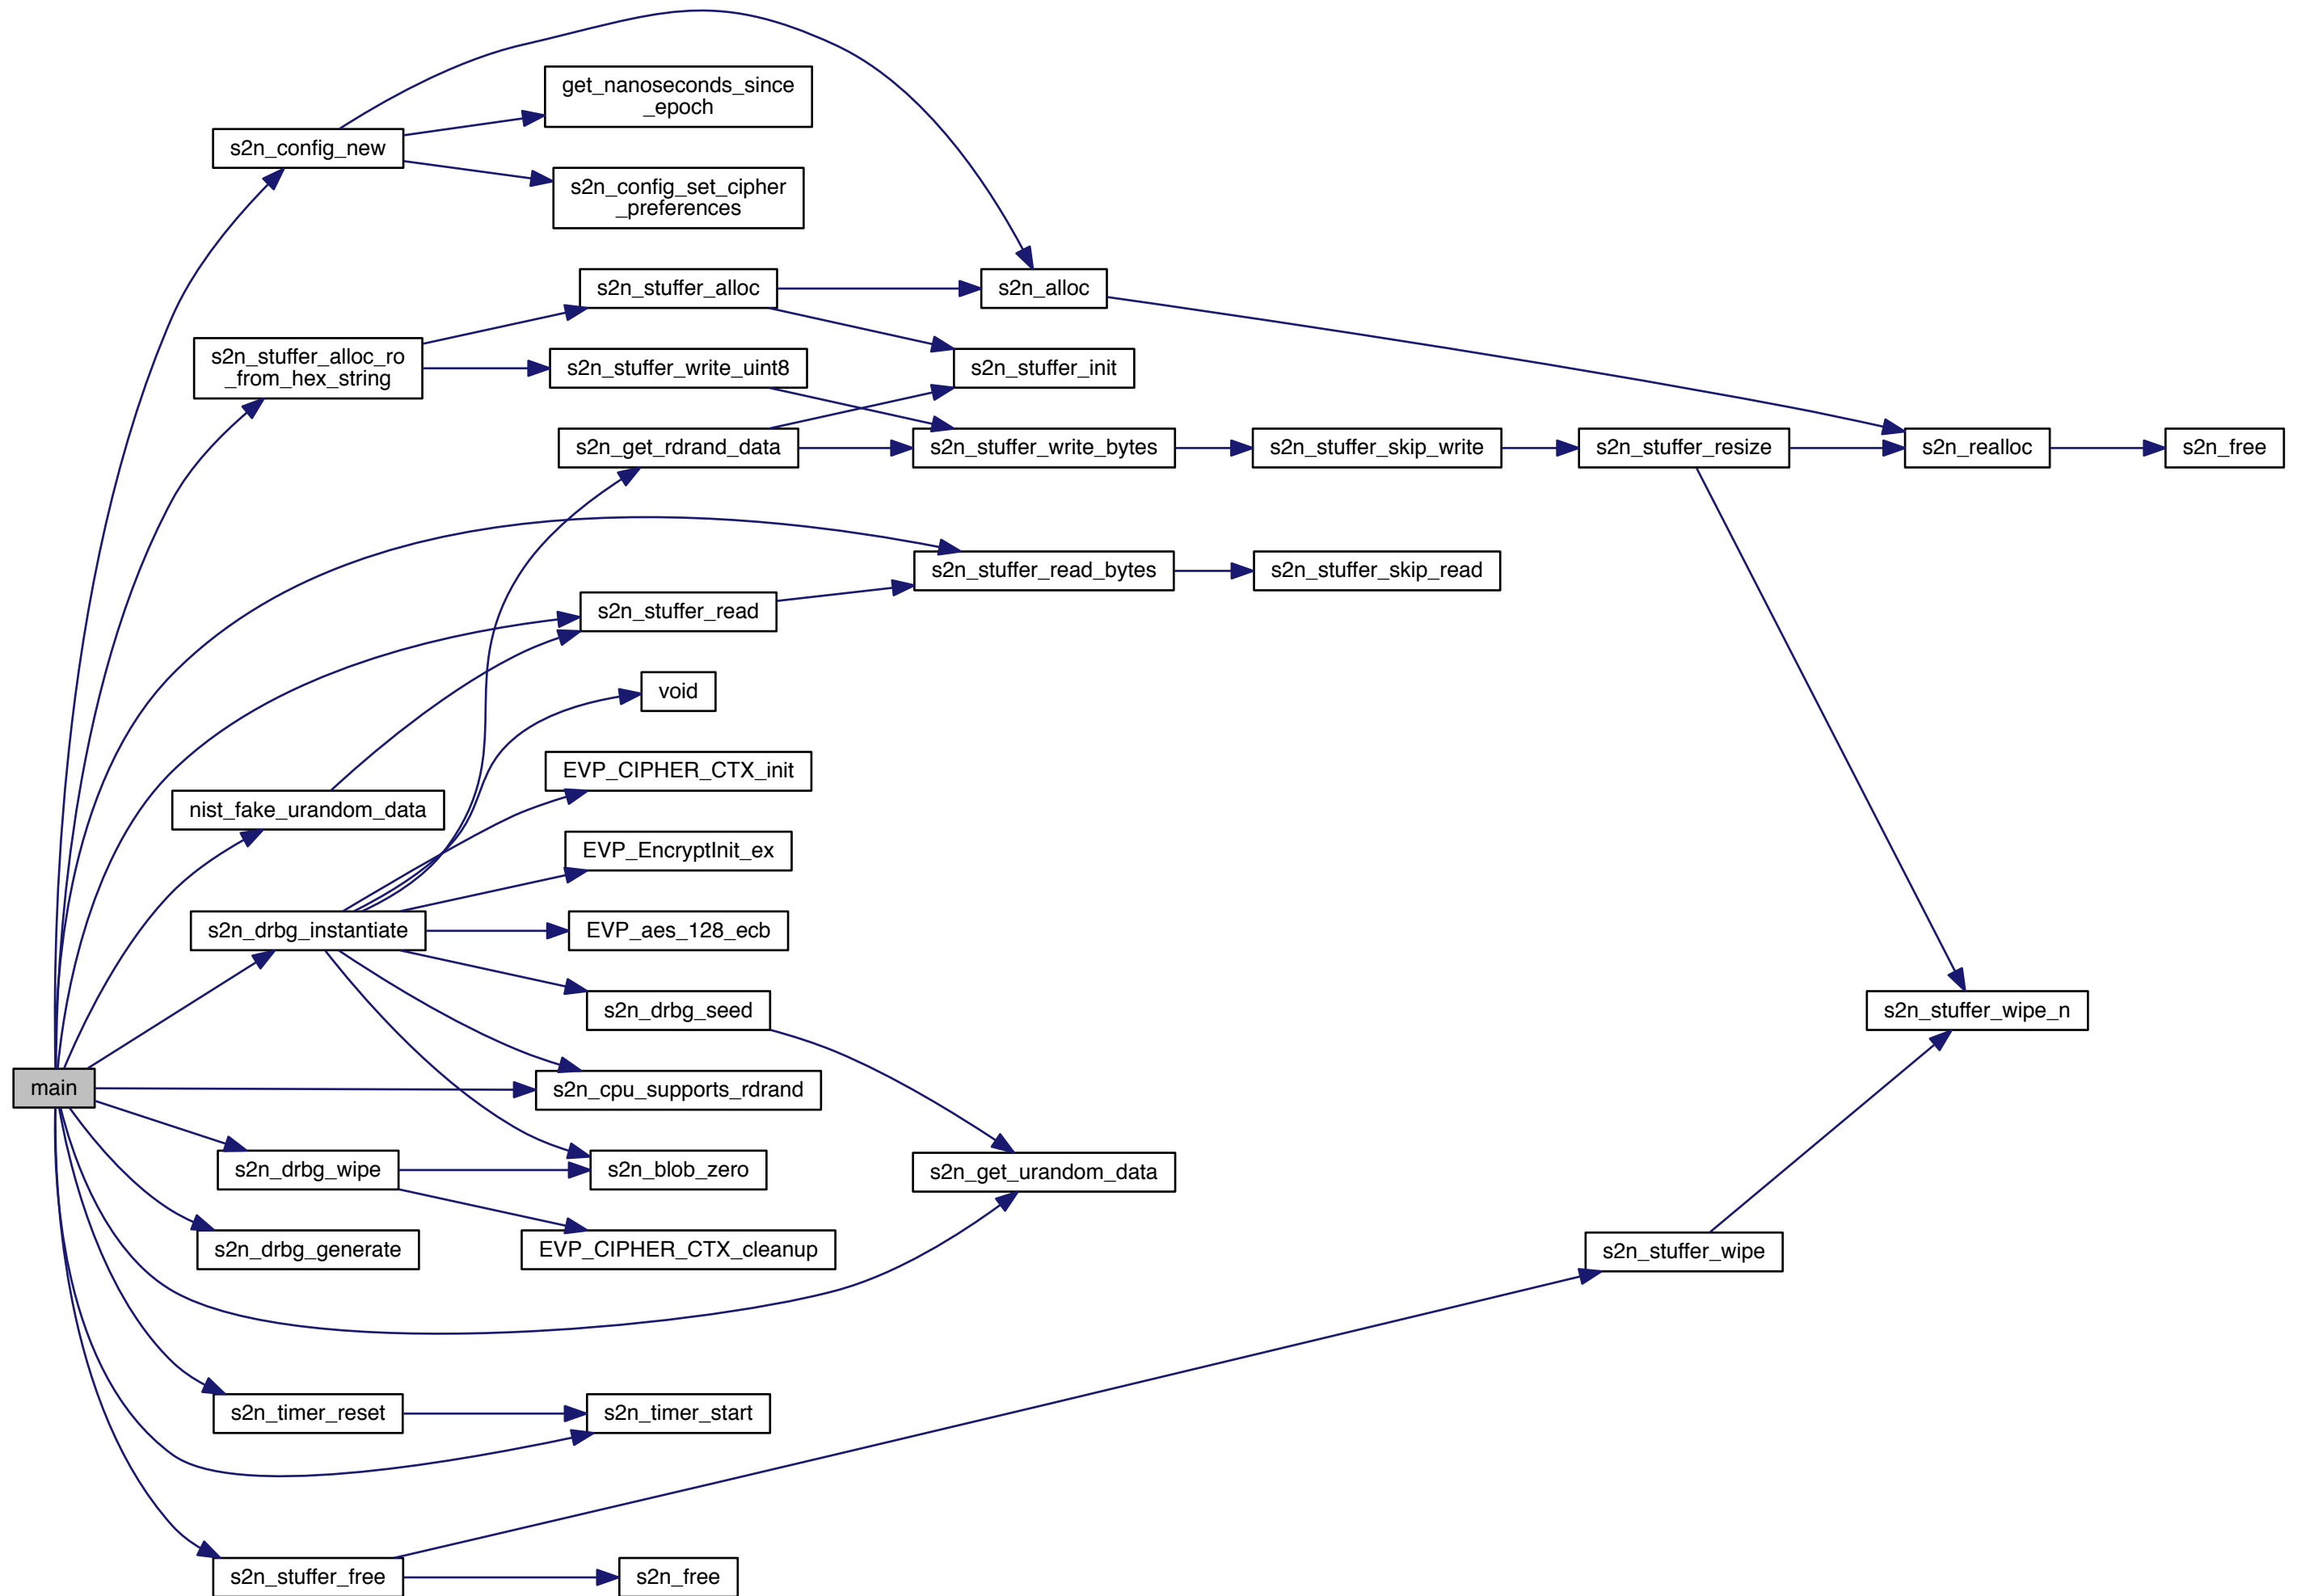 get_nanoseconds_since
_epoch
s2n_config_new
s2n_config_set_cipher
_preferences
s2n_stuffer_alloc
s2n_alloc
s2n_stuffer_alloc_ro
_from_hex_string
s2n_stuffer_write_uint8
s2n_stuffer_init
s2n_get_rdrand_data
s2n_stuffer_write_bytes
s2n_stuffer_skip_write
s2n_stuffer_resize
s2n_realloc
s2n_free
s2n_stuffer_read_bytes
s2n_stuffer_skip_read
s2n_stuffer_read
void
EVP_CIPHER_CTX_init
nist_fake_urandom_data
EVP_EncryptInit_ex
s2n_drbg_instantiate
EVP_aes_128_ecb
s2n_drbg_seed
s2n_stuffer_wipe_n
main
s2n_cpu_supports_rdrand
s2n_drbg_wipe
s2n_blob_zero
s2n_get_urandom_data
s2n_drbg_generate
EVP_CIPHER_CTX_cleanup
s2n_stuffer_wipe
s2n_timer_reset
s2n_timer_start
s2n_stuffer_free
s2n_free